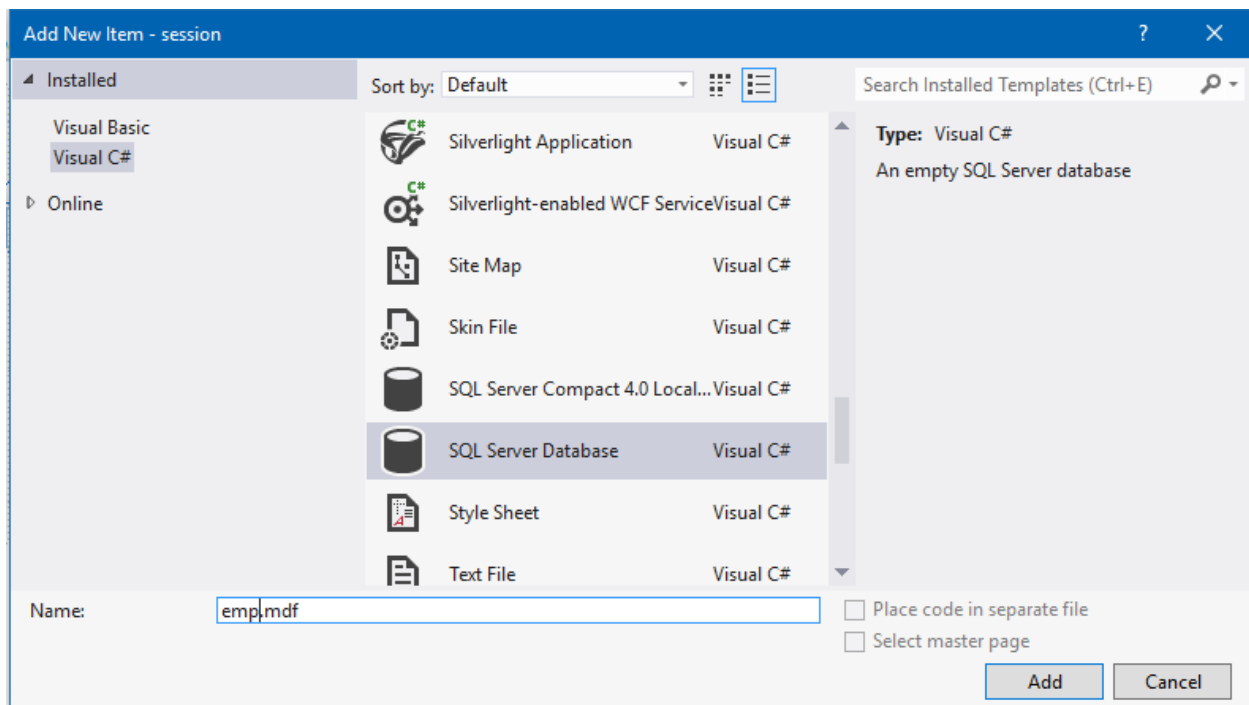 Add New Item - session
?
Installed
Sort by: Default
Search Installed Templates (Ctrl+E)
Visual Basic
Visual C#
Online
C# Silverlight Application Visual C#
C# Silverlight-enabled WCF Service Visual C#
Site Map Visual C#
Skin File Visual C#
SQL Server Compact 4.0 Local... Visual C#
SQL Server Database Visual C#
A Style Sheet Visual C#
Text File Visual C#
Type: Visual C#
An empty SQL Server database
Name: emp.mdf
Place code in separate file
Select master page
Add Cancel